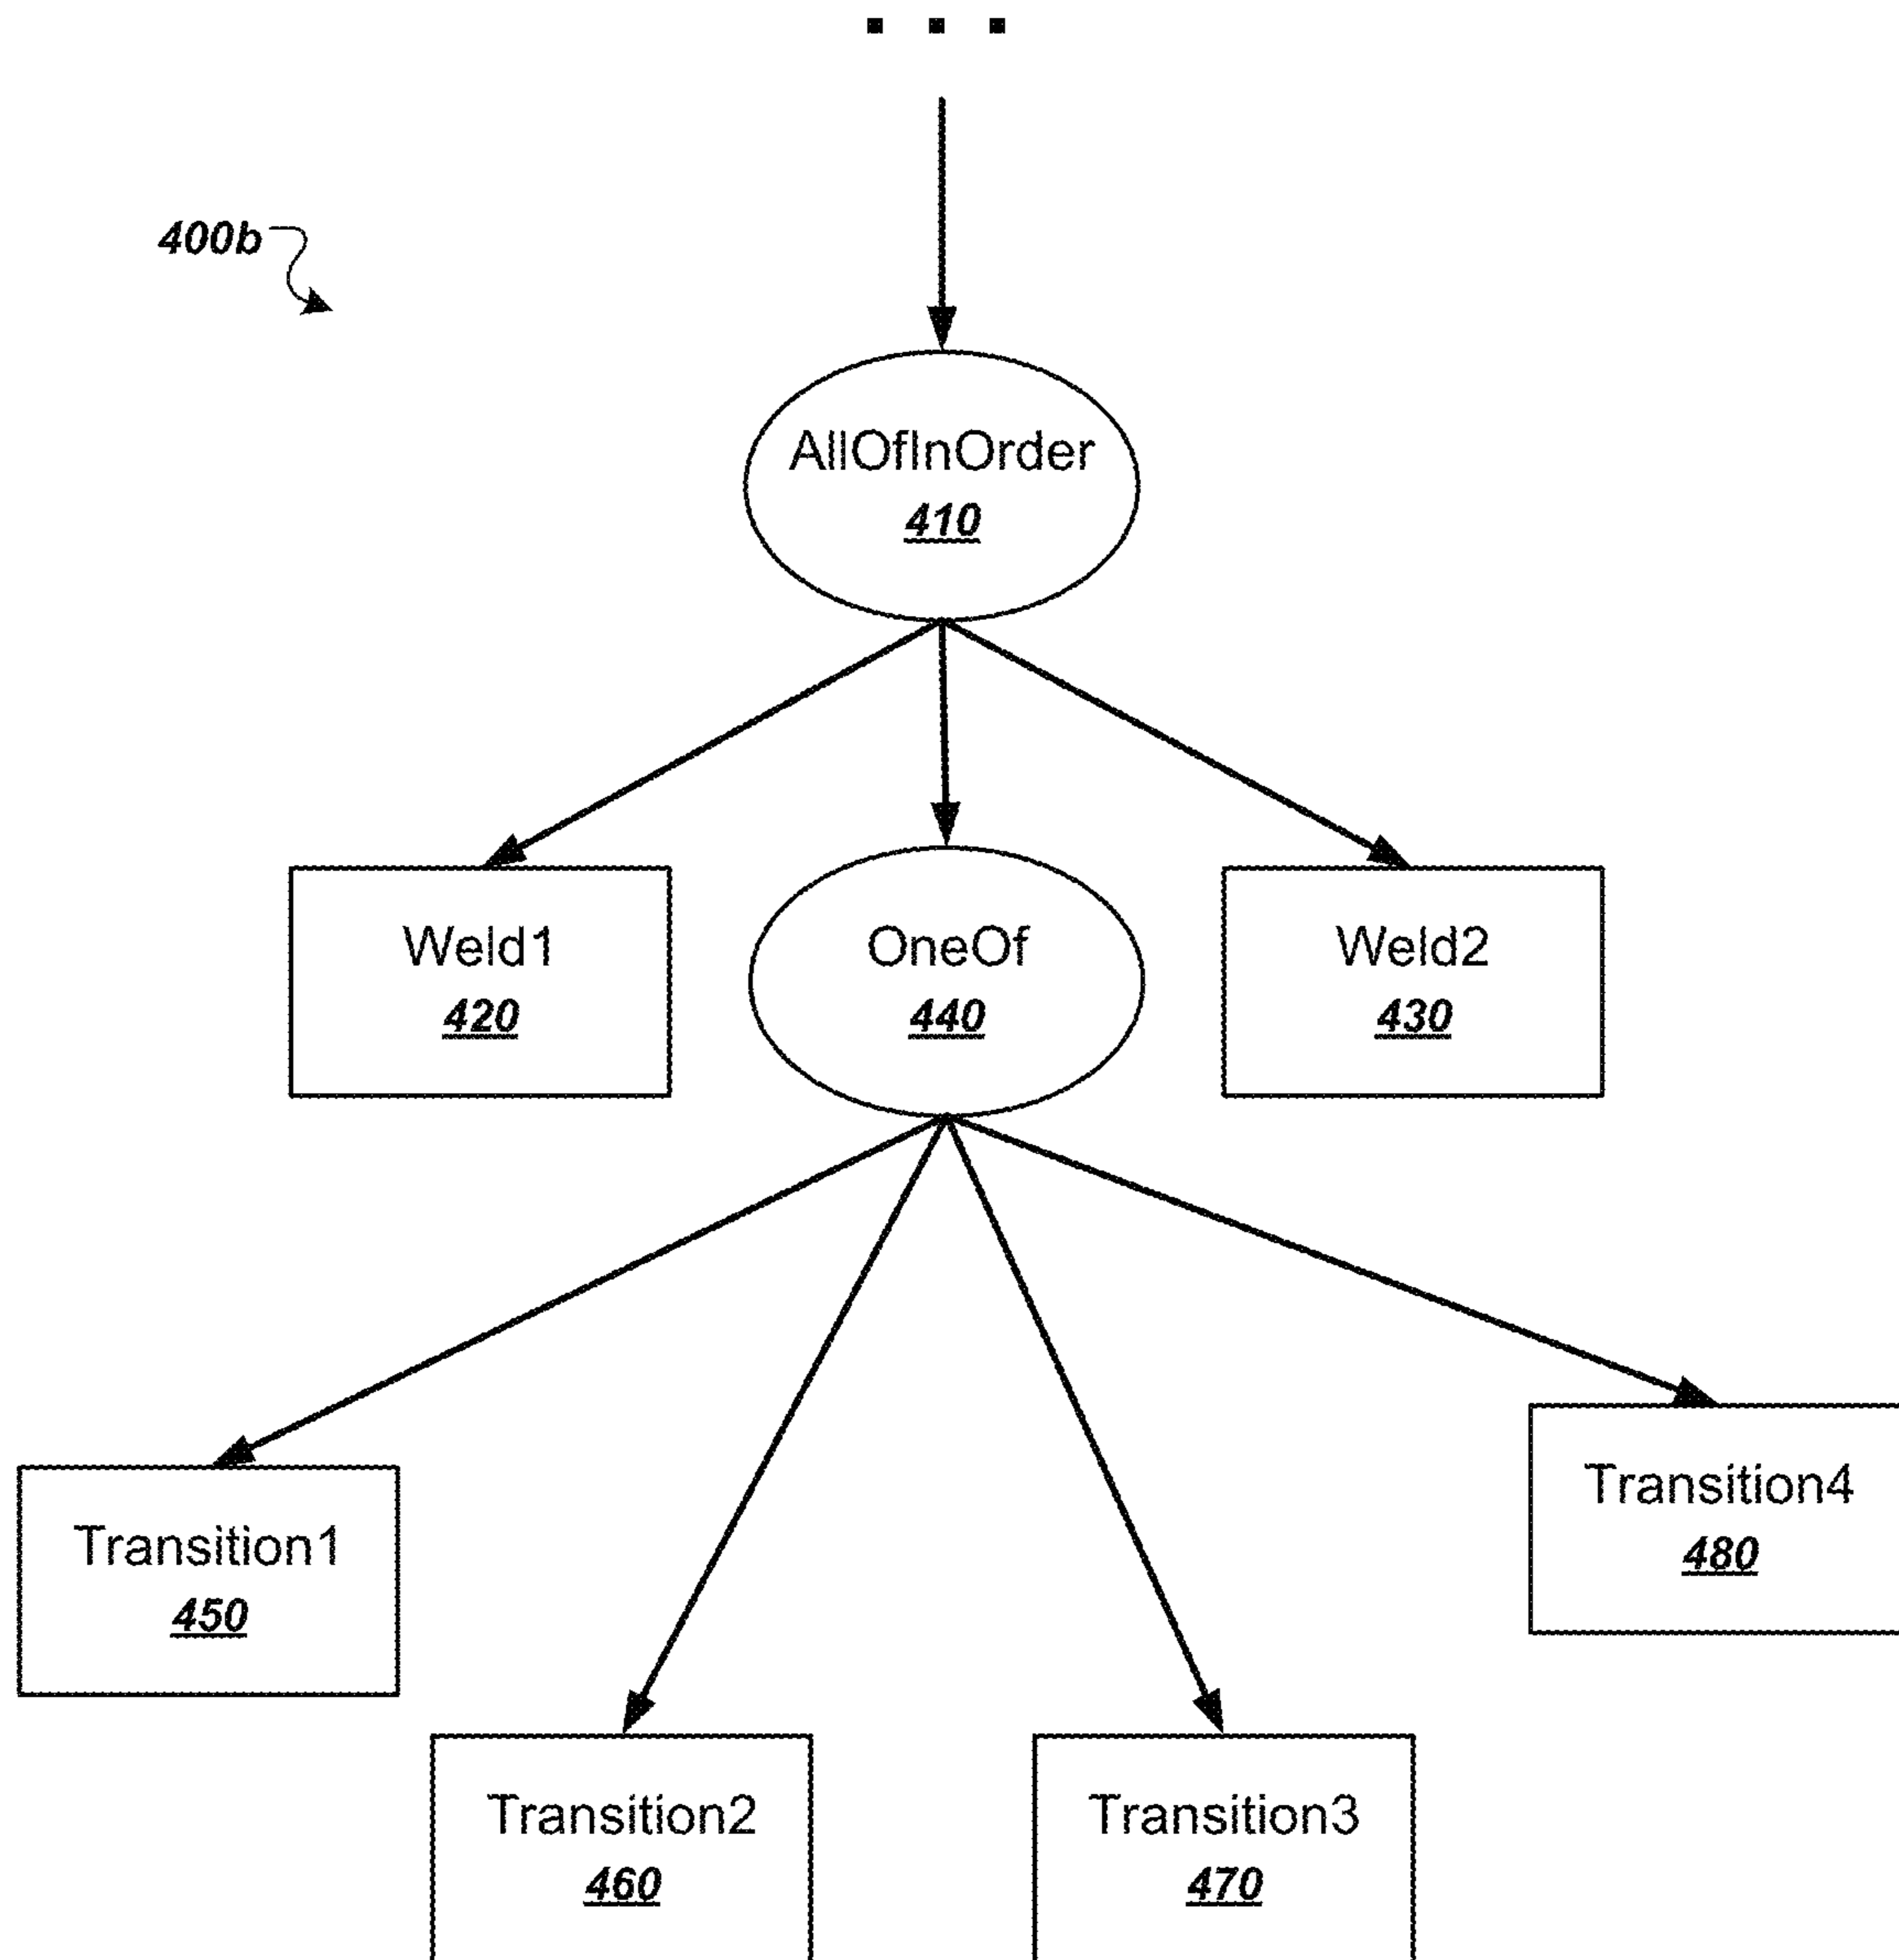 400b
AllOfInOrder
410
Weld1
420
OneOf
440
Weld2
430
Transition1
450
Transition2
460
Transition3
470
Transition4
480